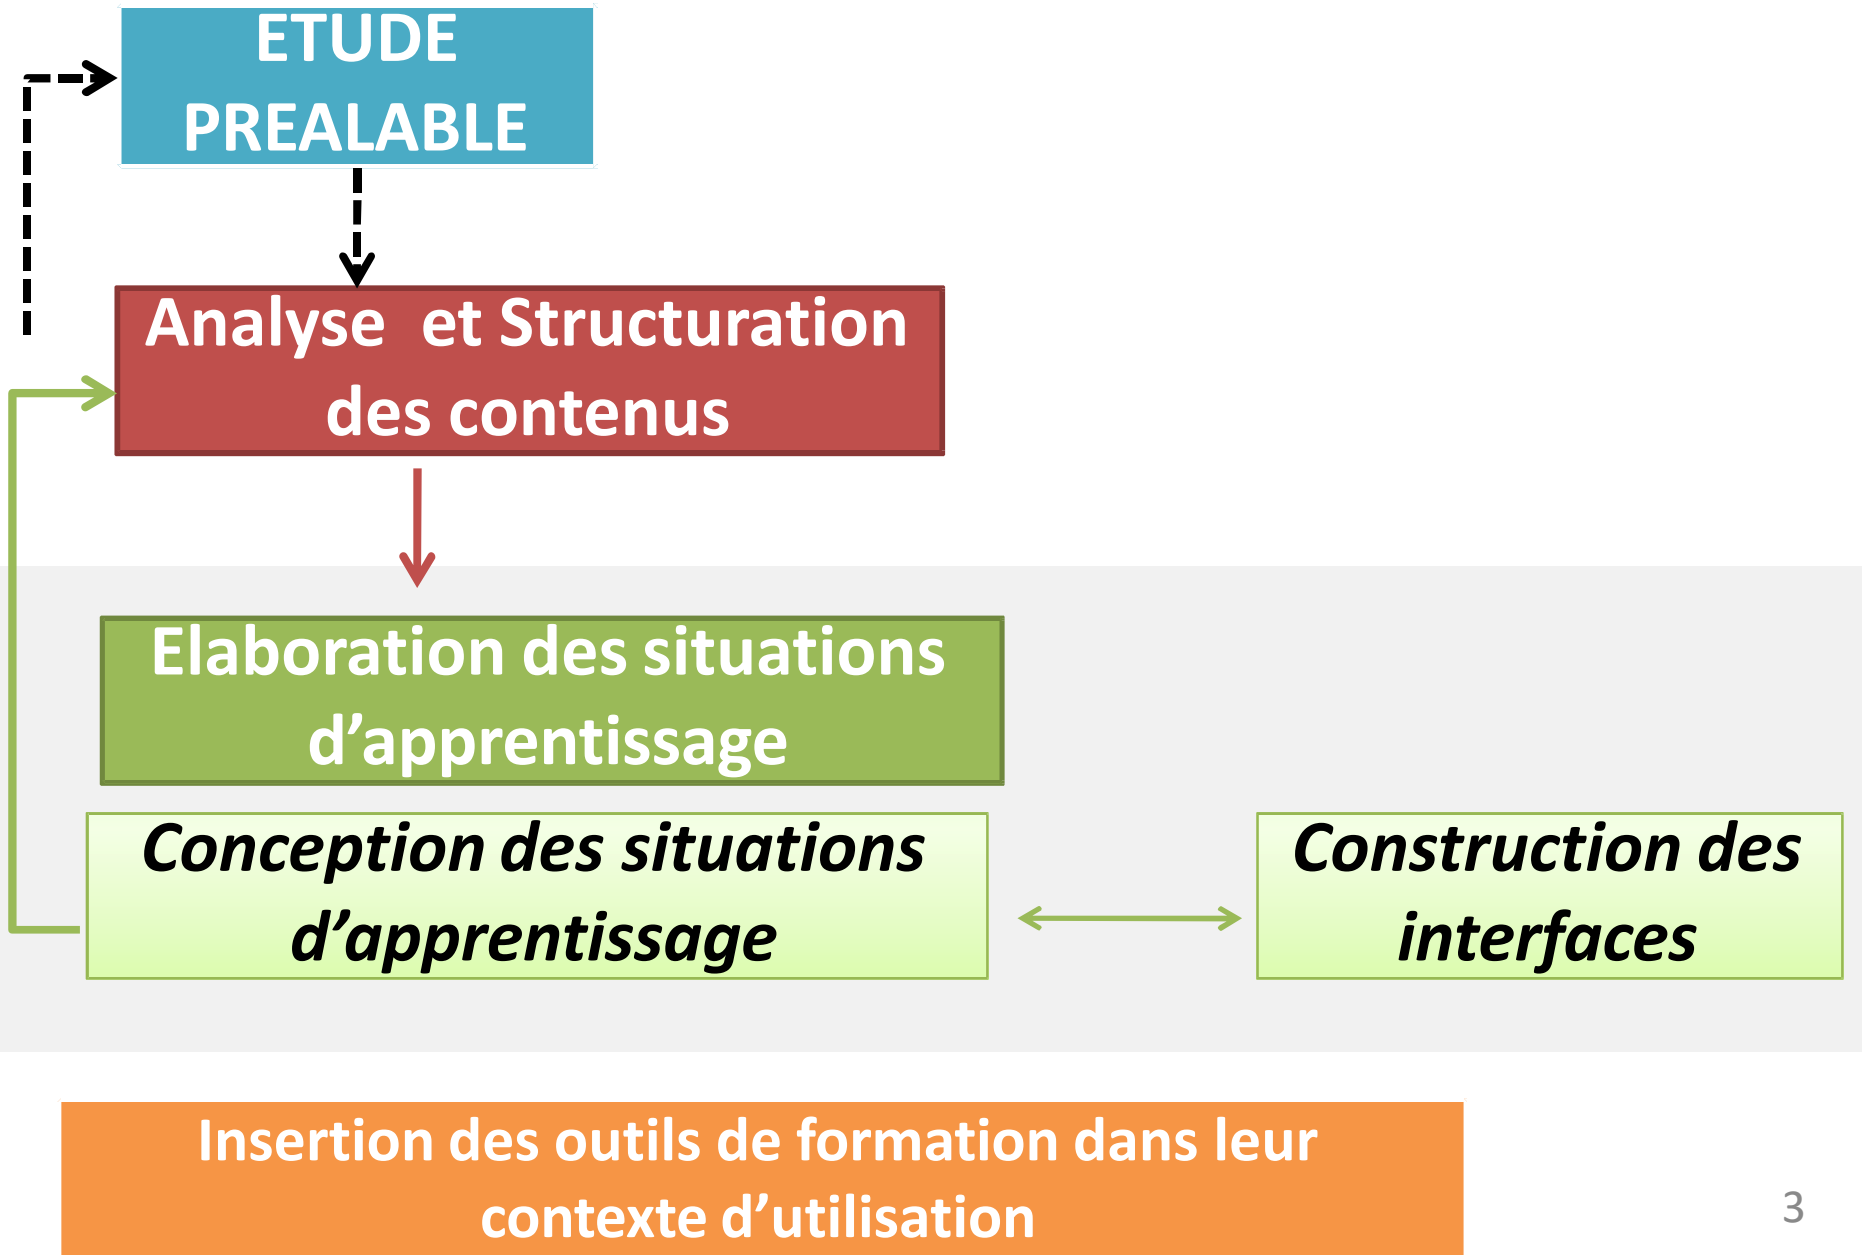 ETUDE
PREALABLE
Analyse et Structuration
des contenus
Elaboration des situations
d’apprentissage
Conception des situations
d’apprentissage
Construction des
interfaces
Insertion des outils de formation dans leur
contexte d’utilisation
3